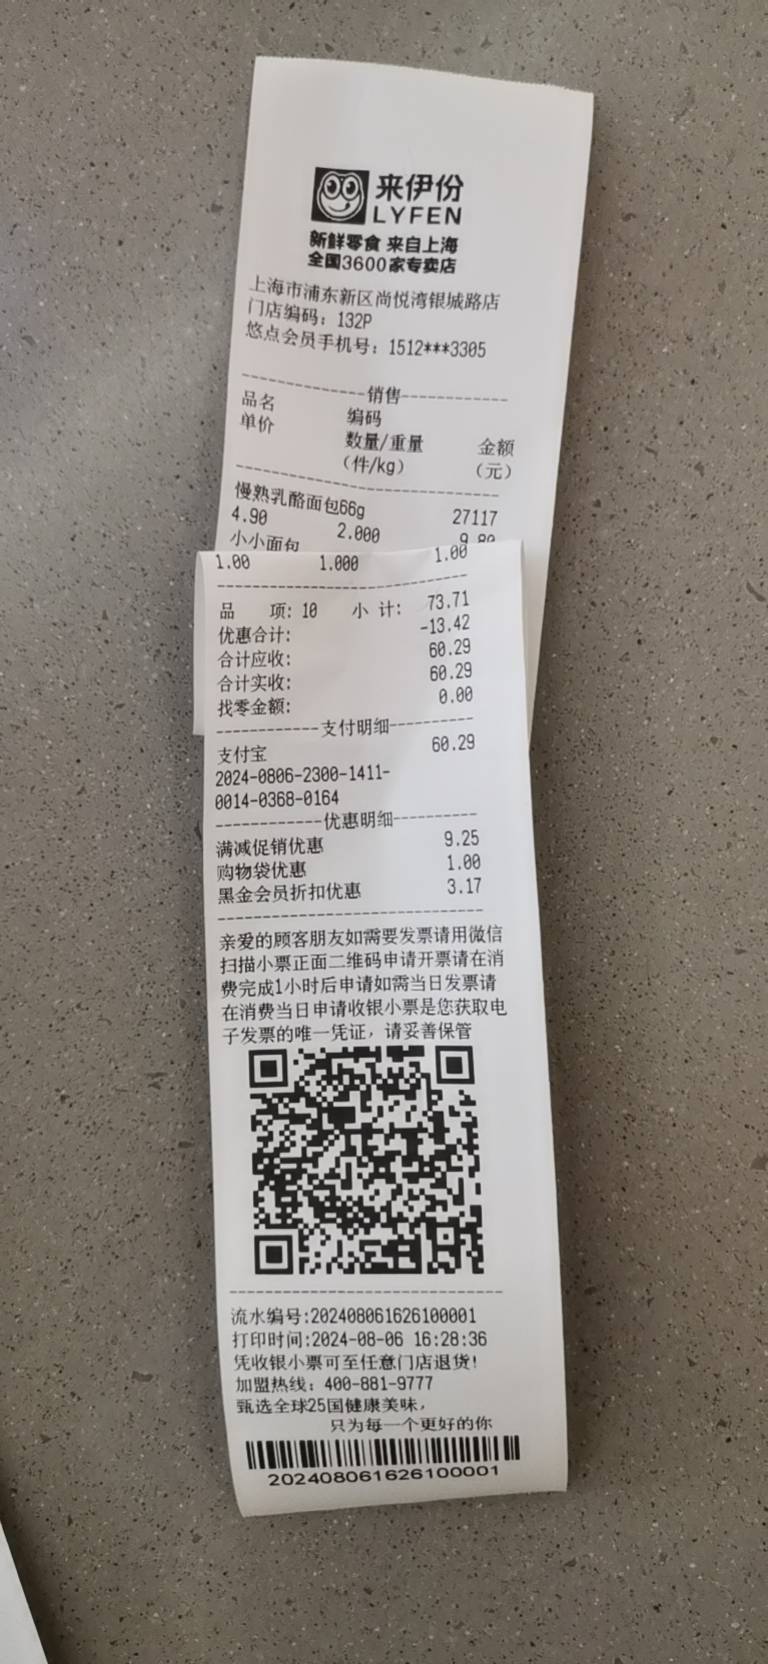 来伊份
LYFEN
新鲜零食 来自上海
全国3600家专卖店
上海市浦东新区尚悦湾银城路店
门店编码：132P
悠点会员手机号：1512***3305
销售
品名 编码
单价 数量/重量 金额
(件/kg) (元)
慢熟乳酪面包66g 27117
4.90 2.000 9.80
小小面包
1.00 1.000 1.00
品 项: 10 小 计: 73.71
优惠合计: -13.42
合计应收: 60.29
合计实收: 60.29
找零金额: 0.00
支付明细
支付宝 60.29
2024-0806-2300-1411-
0014-0368-0164
优惠明细
满减促销优惠 9.25
购物袋优惠 1.00
黑金会员折扣优惠 3.17
亲爱的顾客朋友如需要发票请用微信
扫描小票正面二维码申请开票请在消
费完成1小时后申请如需当日发票请
在消费当日申请收银小票是您获取电
子发票的唯一凭证，请妥善保管
流水编号:202408061626100001
打印时间:2024-08-06 16:28:36
凭收银小票可至任意门店退货!
加盟热线：400-881-9777
甄选全球25国健康美味，
只为每一个更好的你
202408061626100001